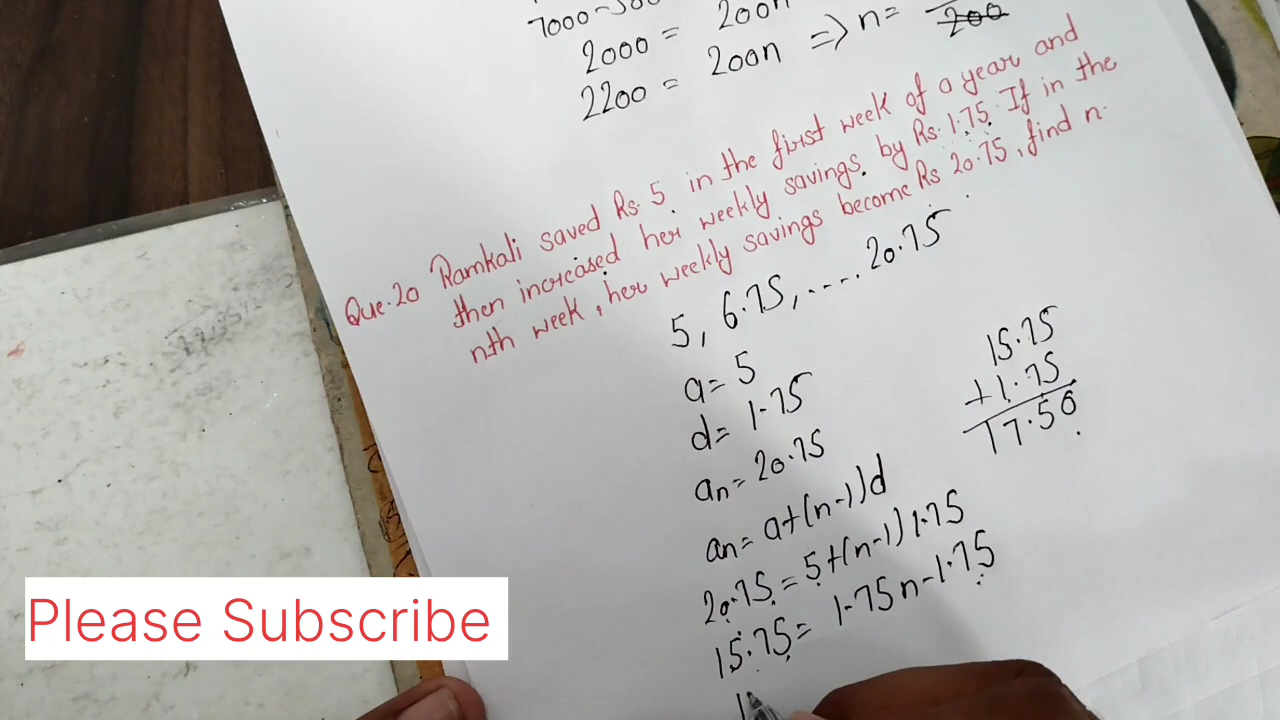 7000-500
2000 = 200n
2200 = 200n => n=
200
Que.20 Ramkali saved Rs. 5 in the first week of a year and
then increased her weekly savings by Rs. 1.75. If in the
nth week, her weekly savings become Rs 20.75, find n.
5, 6.75, .... 20.75
a= 5
d= 1.75
an= 20.75
an= a+(n-1)d
20.75 = 5+(n-1)1.75
15.75 = 1.75n-1.75
15.75
+1.75
17.50
Please Subscribe